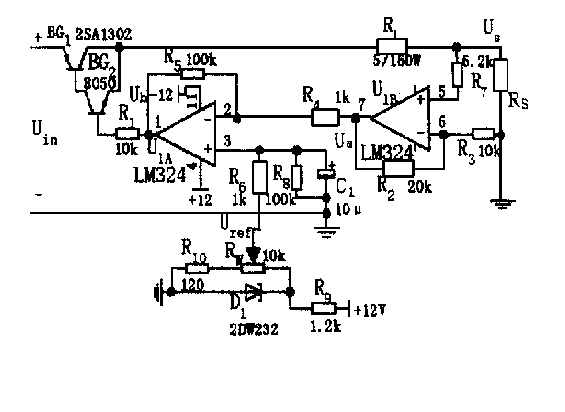 + BG1 2SA1302
R1
5/160W
Us
BG2
8050
R5 100k
Ub-12
6.2k
R7
U1B
RS
Uin
R1
10k
1
2
3
R4 1k
7
5
6
Ua
LM324
R3 10k
U1A
LM324
+12
R6
1k
R8
100k
+
C1
10μ
R2
20k
-
Uref
R10
120
RW
10k
D1
2DW232
R9
1.2k
+12V